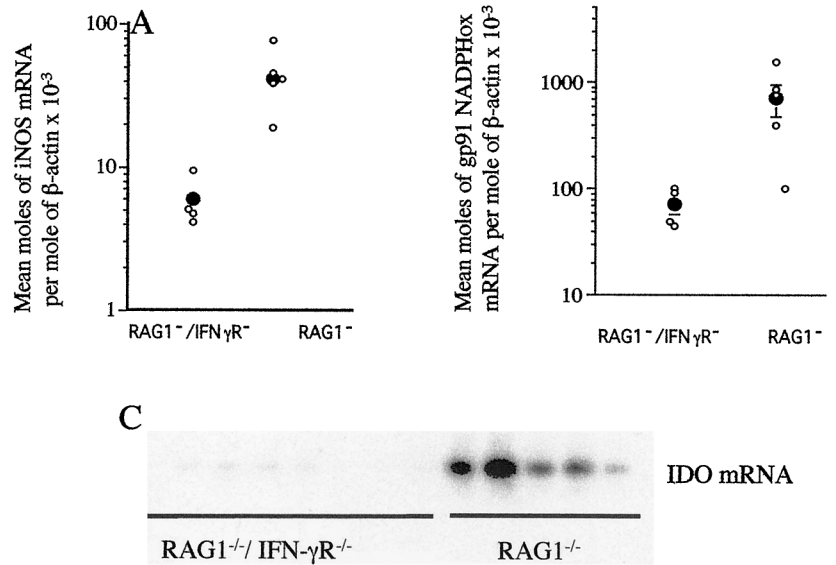 A
Mean moles of iNOS mRNA
per mole of β-actin x 10⁻³
100
10
1
RAG1⁻/IFNγR⁻
RAG1⁻
Mean moles of gp91 NADPHox
mRNA per mole of β-actin x 10⁻³
1000
100
10
RAG1⁻/IFNγR⁻
RAG1⁻
C
IDO mRNA
RAG1⁻/⁻/ IFN-γR⁻/⁻
RAG1⁻/⁻